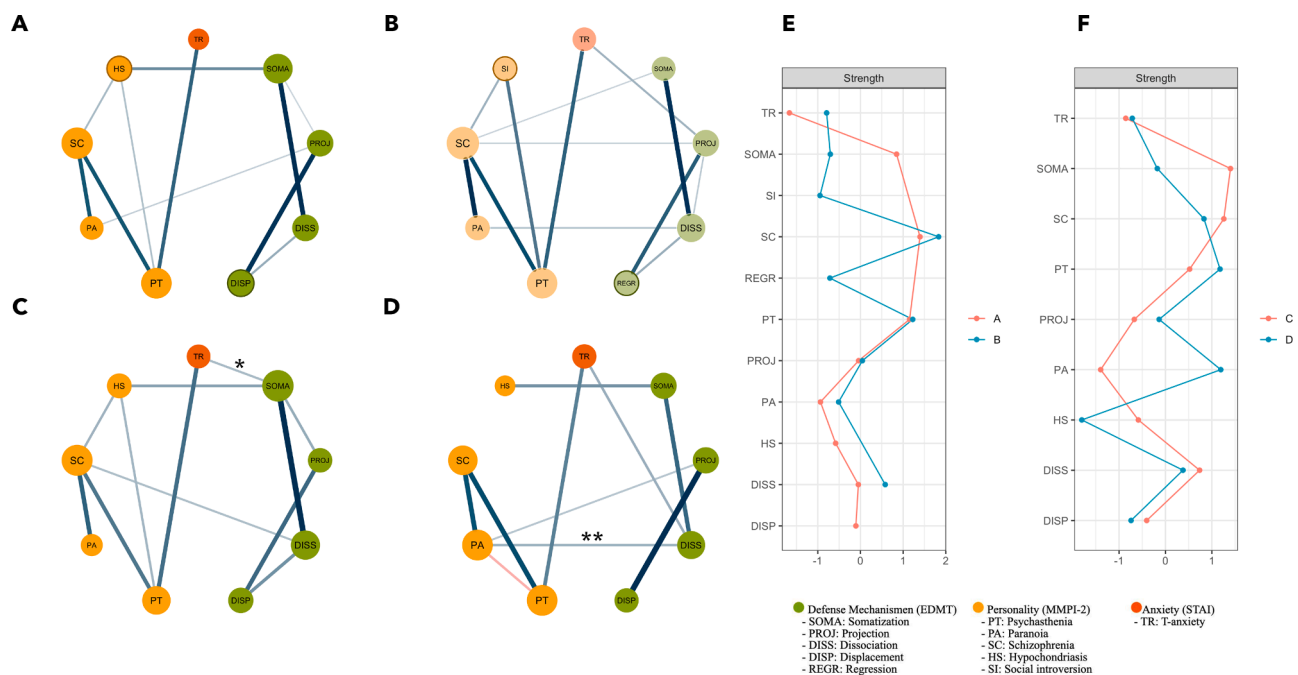 A
TR
HS
SOMA
SC
PROJ
PA
DISS
PT
DISP
B
TR
SI
SOMA
SC
PROJ
PA
DISS
PT
REGR
C
TR
*
HS
SOMA
SC
PROJ
PA
DISS
PT
DISP
D
TR
HS
SOMA
SC
PROJ
PA
**
DISS
PT
DISP
E
Strength
TR
SOMA
SI
SC
REGR
PT
PROJ
PA
HS
DISS
DISP
-1 0 1 2
A
B
F
Strength
TR
SOMA
SC
PT
PROJ
PA
HS
DISS
DISP
-1 0 1
C
D
Defense Mechanismen (EDMT)
- SOMA: Somatization
- PROJ: Projection
- DISS: Dissociation
- DISP: Displacement
- REGR: Regression
Personality (MMPI-2)
- PT: Psychasthenia
- PA: Paranoia
- SC: Schizophrenia
- HS: Hypochondriasis
- SI: Social introversion
Anxiety (STAI)
- TR: T-anxiety